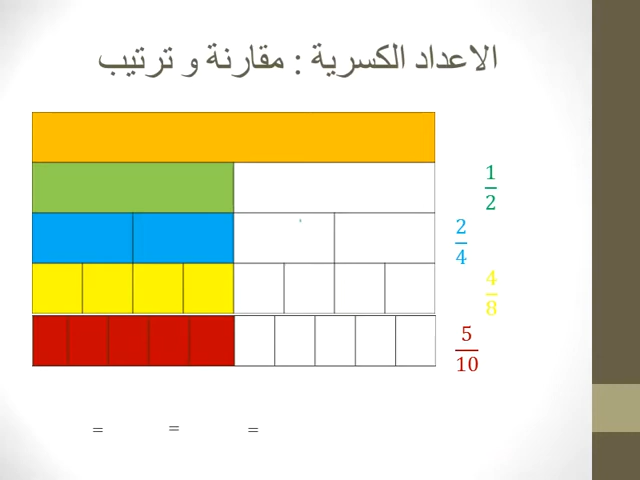 الاعداد الكسرية : مقارنة و ترتيب
1/2
2/4
4/8
5/10
= = =